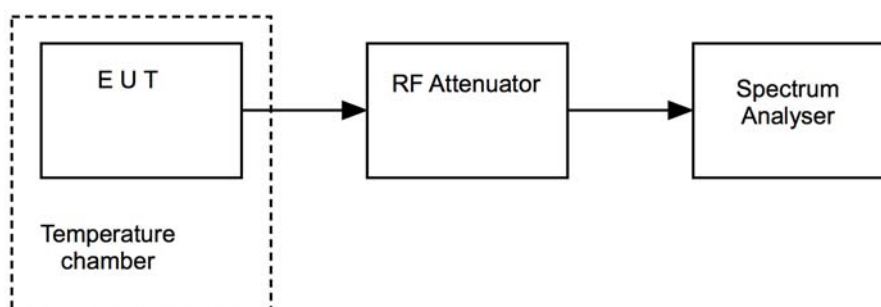 E U T
RF Attenuator
Spectrum
Analyser
Temperature
chamber